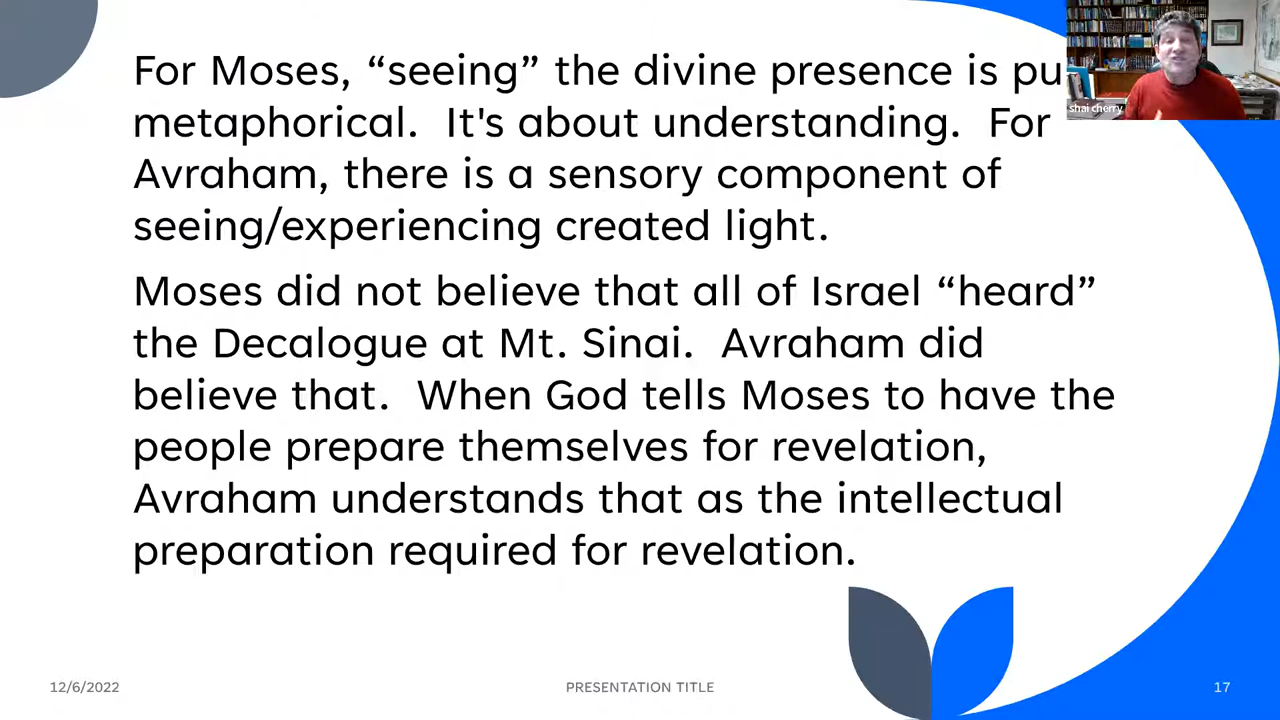 For Moses, “seeing” the divine presence is
metaphorical.  It's about understanding.  For
Avraham, there is a sensory component of
seeing/experiencing created light.
Moses did not believe that all of Israel “heard”
the Decalogue at Mt. Sinai.  Avraham did
believe that.  When God tells Moses to have the
people prepare themselves for revelation,
Avraham understands that as the intellectual
preparation required for revelation.
shai cherry
12/6/2022
PRESENTATION TITLE
17